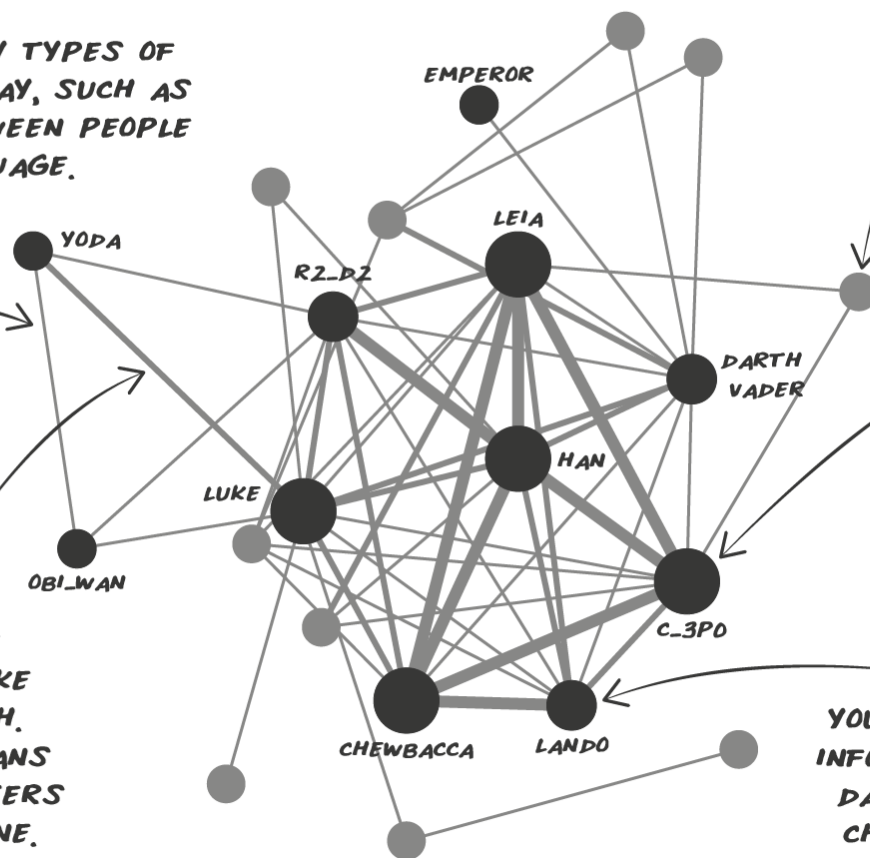 Y TYPES OF
AY, SUCH AS
EEN PEOPLE
AGE.
EMPEROR
YODA
LEIA
R2_D2
DARTH
VADER
HAN
LUKE
OBI_WAN
C_3PO
CHEWBACCA
LANDO
KE
H.
ANS
ERS
NE.
YOU
INFO
DA
CH